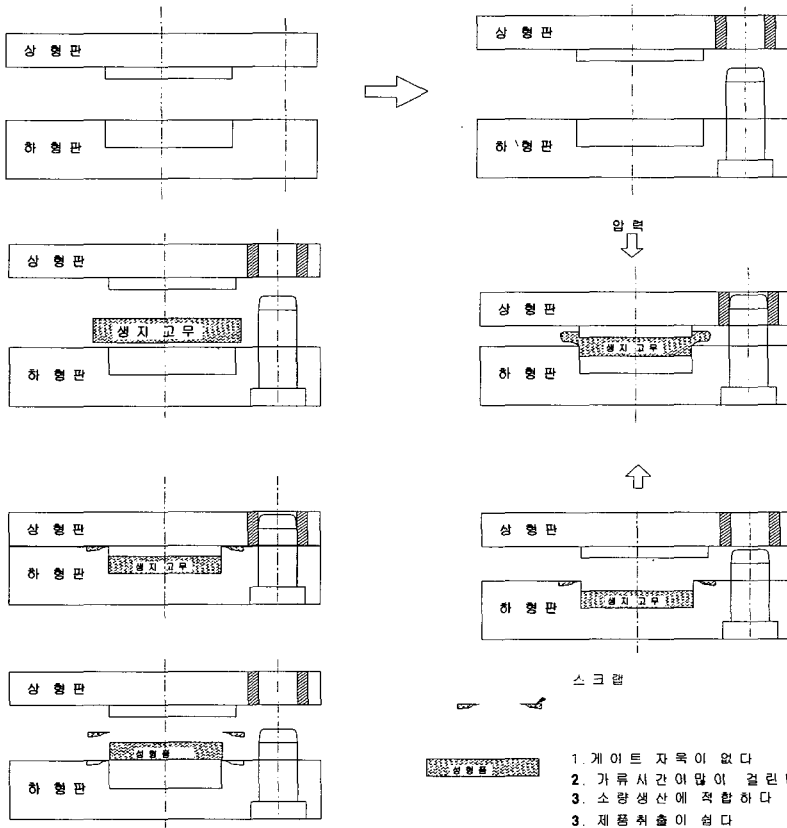 상 형판
하 형판
상 형판
하 형판
상 형판
생지 고무
하 형판
압력
상 형판
생지 고무
하 형판
상 형판
하 형판
생지 고무
상 형판
하 형판
생지 고무
상 형판
성형품
하 형판
스크랩
성형품
1. 게이트 자욱이 없다
2. 가류시간이많이 걸린
3. 소량생산에 적합하다
3. 제품취출이 쉽다